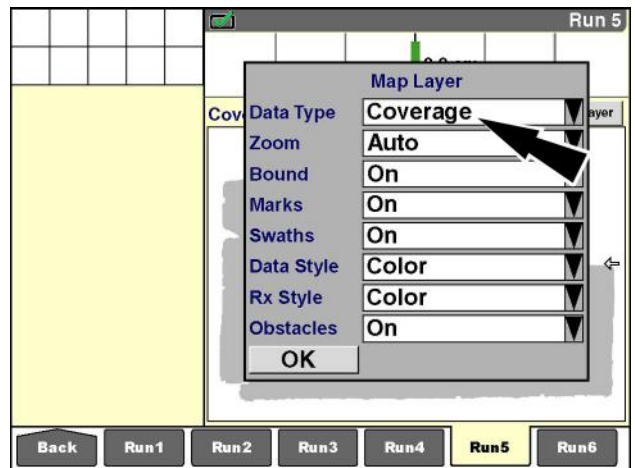 Run 5
Map Layer
Data Type Coverage
Zoom Auto
Bound On
Marks On
Swaths On
Data Style Color
Rx Style Color
Obstacles On
OK
Back Run1 Run2 Run3 Run4 Run5 Run6